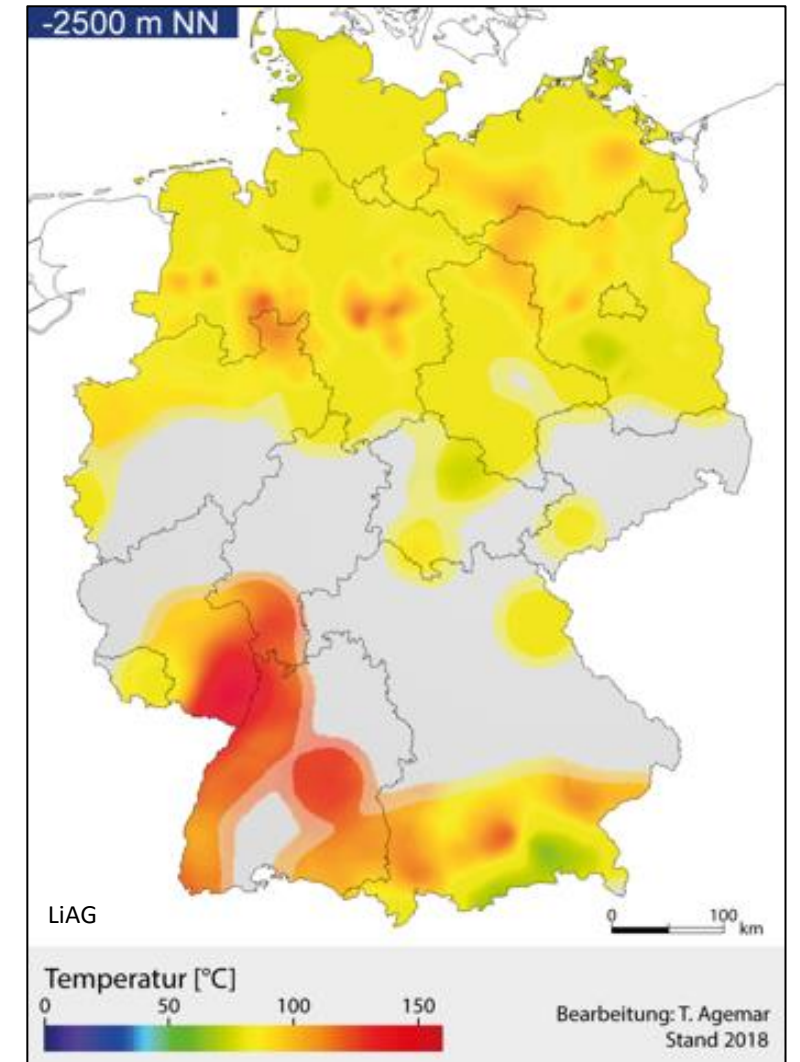 -2500 m NN
LiAG
0 100 km
Temperatur [°C]
0 50 100 150
Bearbeitung: T. Agemar
Stand 2018